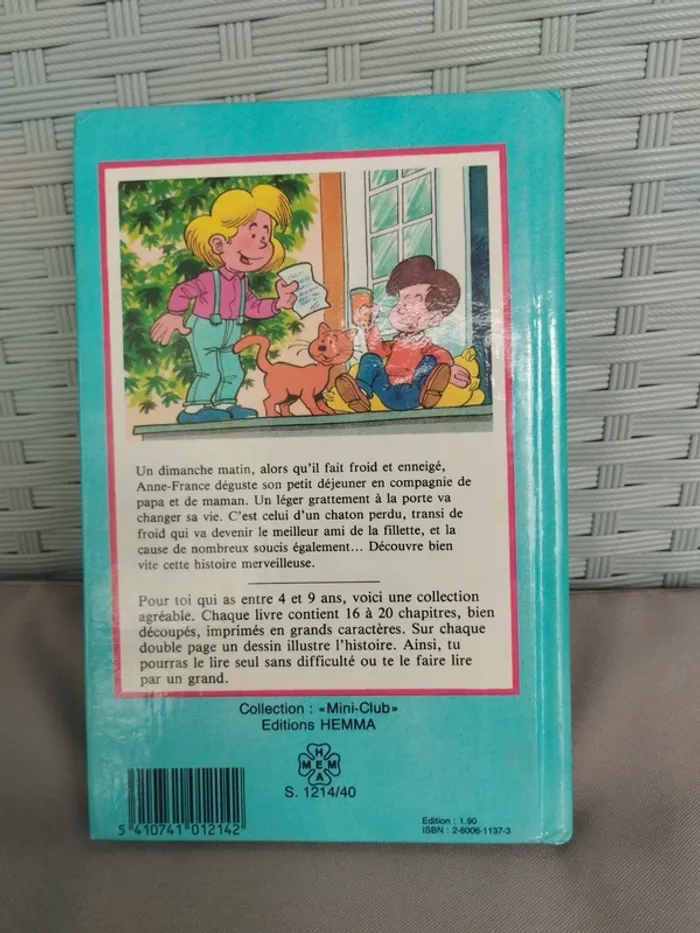 Un dimanche matin, alors qu'il fait froid et enneigé,
Anne-France déguste son petit déjeuner en compagnie de
papa et de maman. Un léger grattement à la porte va
changer sa vie. C'est celui d'un chaton perdu, transi de
froid qui va devenir le meilleur ami de la fillette, et la
cause de nombreux soucis également... Découvre bien
vite cette histoire merveilleuse.
Pour toi qui as entre 4 et 9 ans, voici une collection
agréable. Chaque livre contient 16 à 20 chapitres, bien
découpés, imprimés en grands caractères. Sur chaque
double page un dessin illustre l'histoire. Ainsi, tu
pourras le lire seul sans difficulté ou te le faire lire
par un grand.
Collection : «Mini-Club»
Editions HEMMA
HEMMA
S. 1214/40
5 410741 012142
Edition : 1.90
ISBN : 2-8006-1137-3